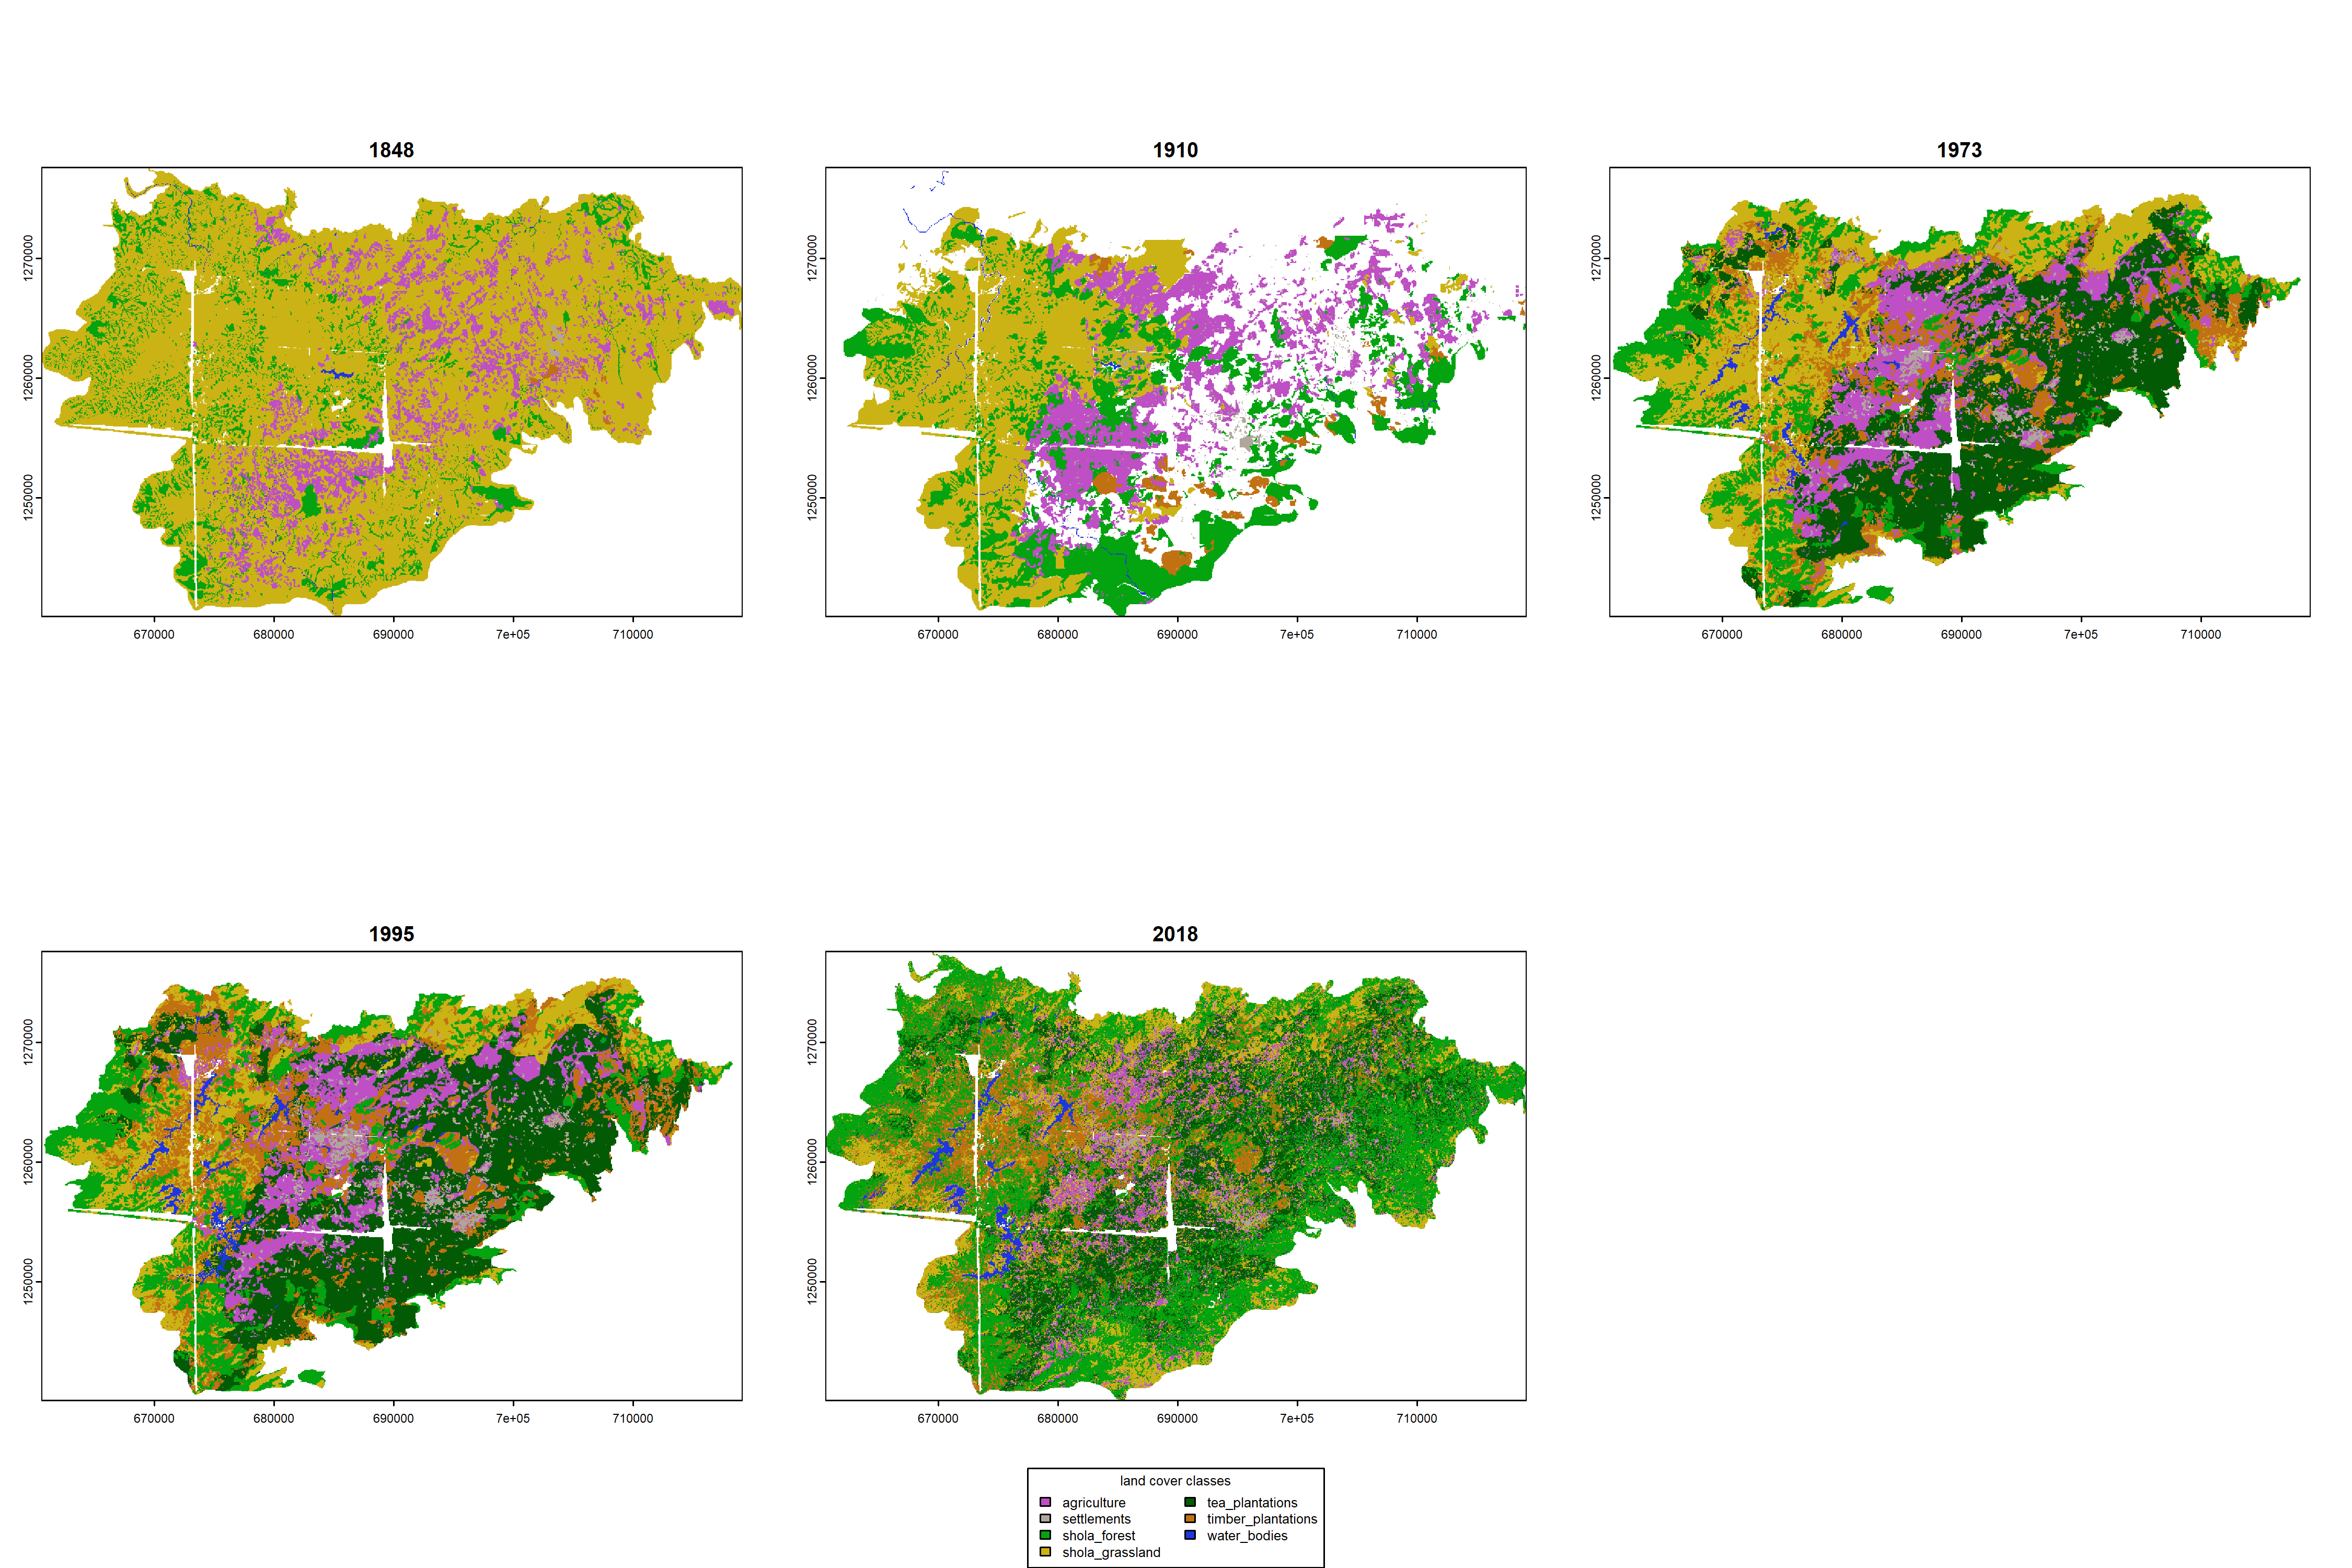 1848
1910
1973
1270000
1260000
1250000
670000 680000 690000 7e+05 710000
1270000
1260000
1250000
670000 680000 690000 7e+05 710000
1270000
1260000
1250000
670000 680000 690000 7e+05 710000
1995
2018
1270000
1260000
1250000
670000 680000 690000 7e+05 710000
1270000
1260000
1250000
670000 680000 690000 7e+05 710000
land cover classes
agriculture
settlements
shola_forest
shola_grassland
tea_plantations
timber_plantations
water_bodies